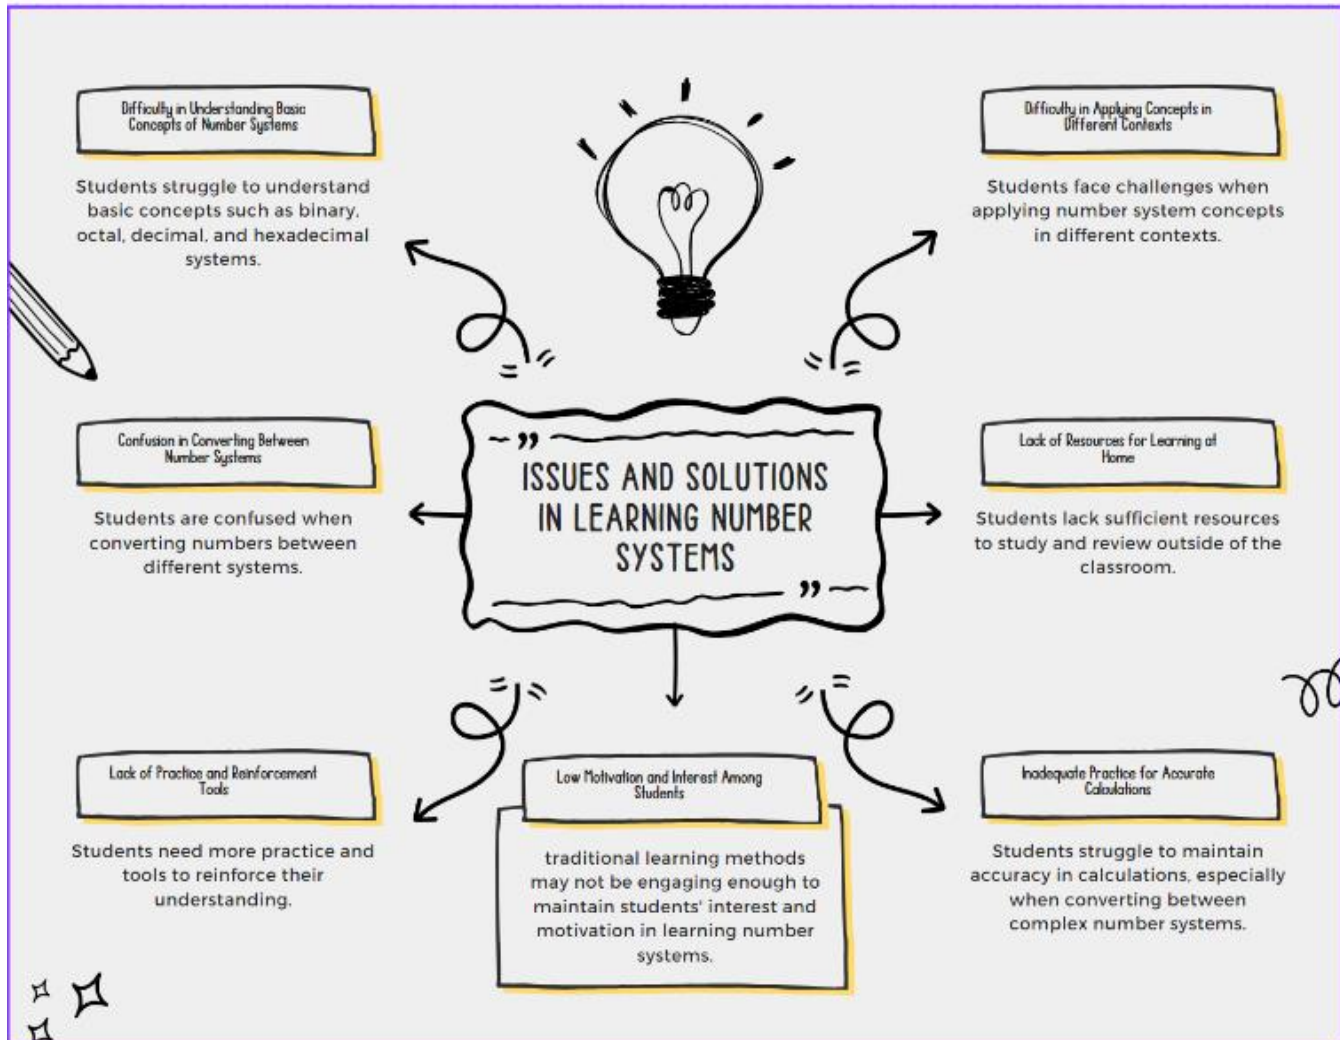 Difficulty in Understanding Basic
Concepts of Number Systems
Students struggle to understand
basic concepts such as binary,
octal, decimal, and hexadecimal
systems.
Difficulty in Applying Concepts in
Different Contexts
Students face challenges when
applying number system concepts
in different contexts.
Confusion in Converting Between
Number Systems
Students are confused when
converting numbers between
different systems.
ISSUES AND SOLUTIONS
IN LEARNING NUMBER
SYSTEMS
Lack of Resources for Learning at
Home
Students lack sufficient resources
to study and review outside of the
classroom.
Lack of Practice and Reinforcement
Tools
Students need more practice and
tools to reinforce their
understanding.
Low Motivation and Interest Among
Students
traditional learning methods
may not be engaging enough to
maintain students' interest and
motivation in learning number
systems.
Inadequate Practice for Accurate
Calculations
Students struggle to maintain
accuracy in calculations, especially
when converting between
complex number systems.